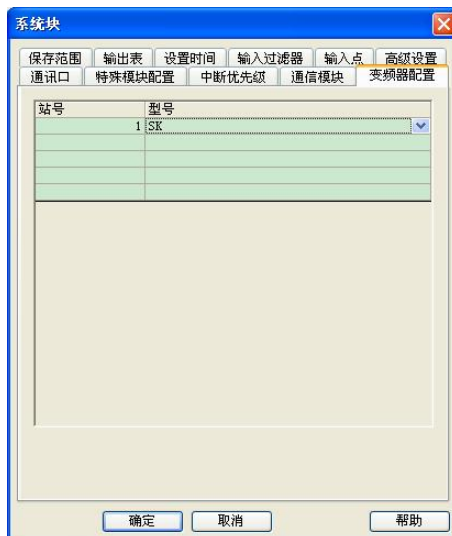 系统块
保存范围 输出表 设置时间 输入过滤器 输入点 高级设置
通讯口 特殊模块配置 中断优先级 通信模块 变频器配置
站号 型号
1 SK
确定 取消 帮助